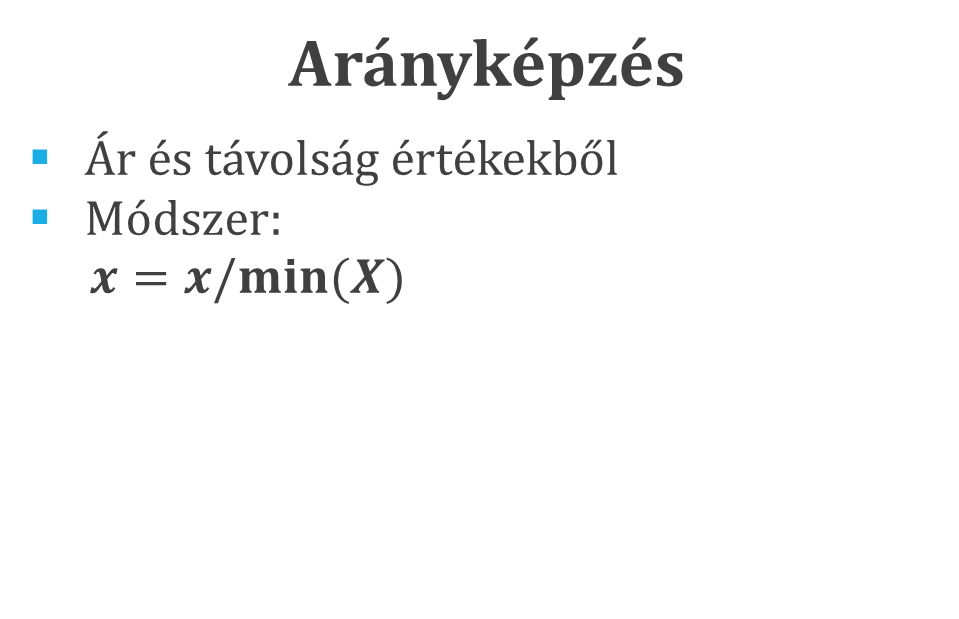 Arányképzés
▪ Ár és távolság értékekből
▪ Módszer:
x = x/min(X)